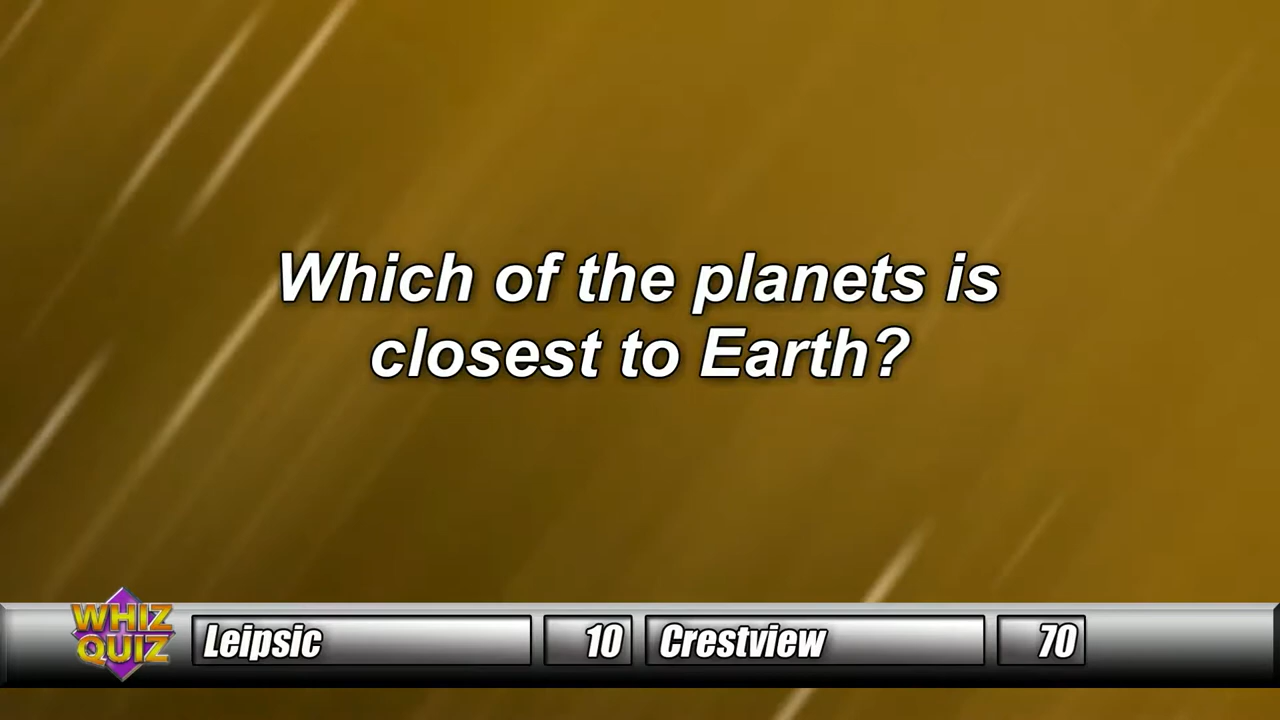 Which of the planets is
closest to Earth?
WHIZ
QUIZ
Leipsic 10 Crestview 70